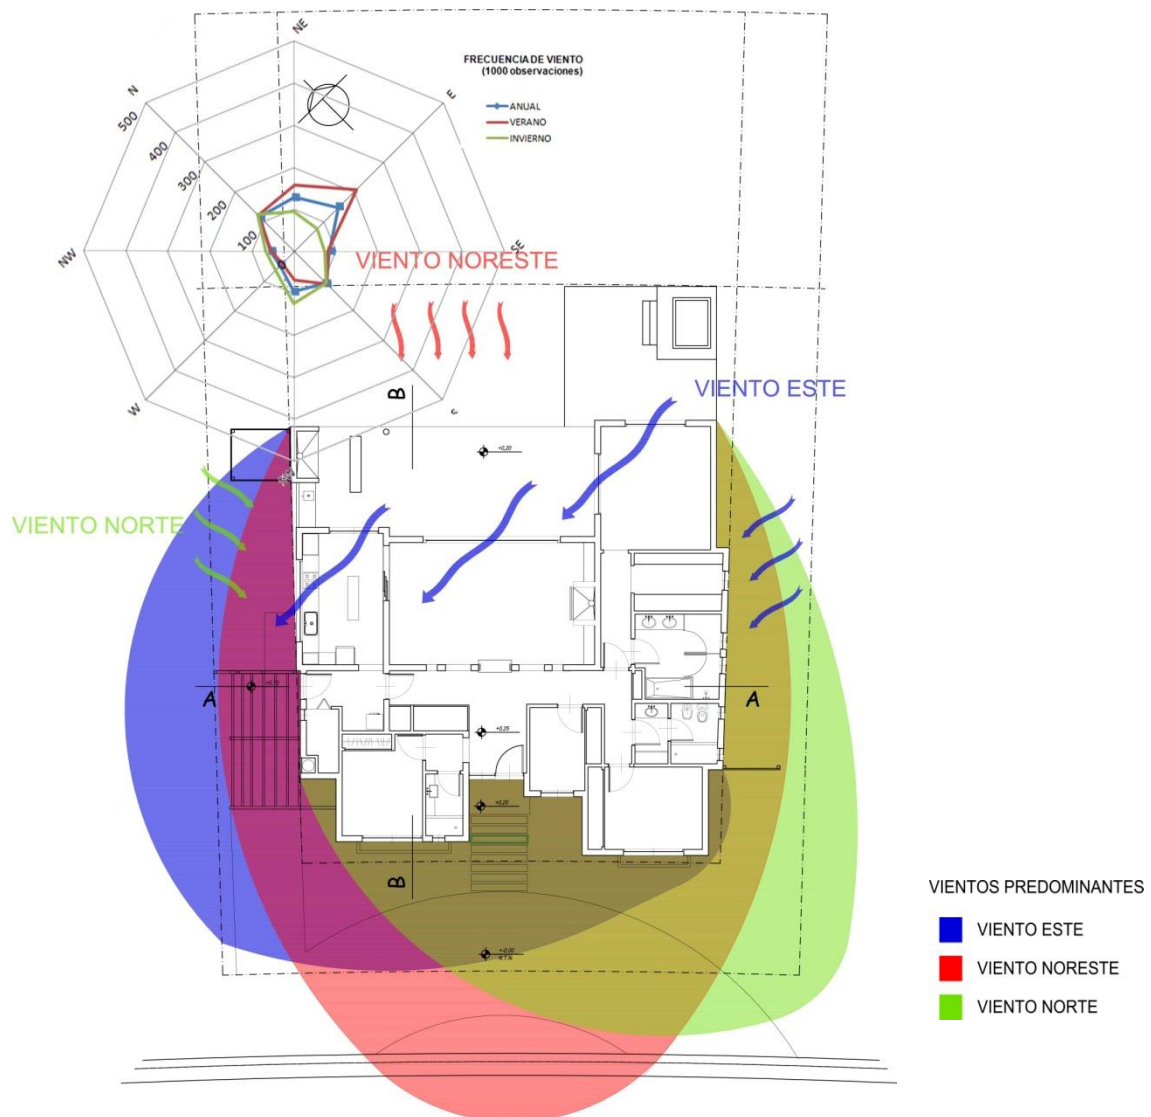 NE
FRECUENCIA DE VIENTO
(1000 observaciones)
N
E
500
ANUAL
VERANO
INVIERNO
400
300
200
100
0
NW
SE
VIENTO NORESTE
VIENTO ESTE
B
W
S
+0,20
VIENTO NORTE
A
+0,10
A
+0,25
+0,20
B
+-0,00
N.T.N.
VIENTOS PREDOMINANTES
VIENTO ESTE
VIENTO NORESTE
VIENTO NORTE